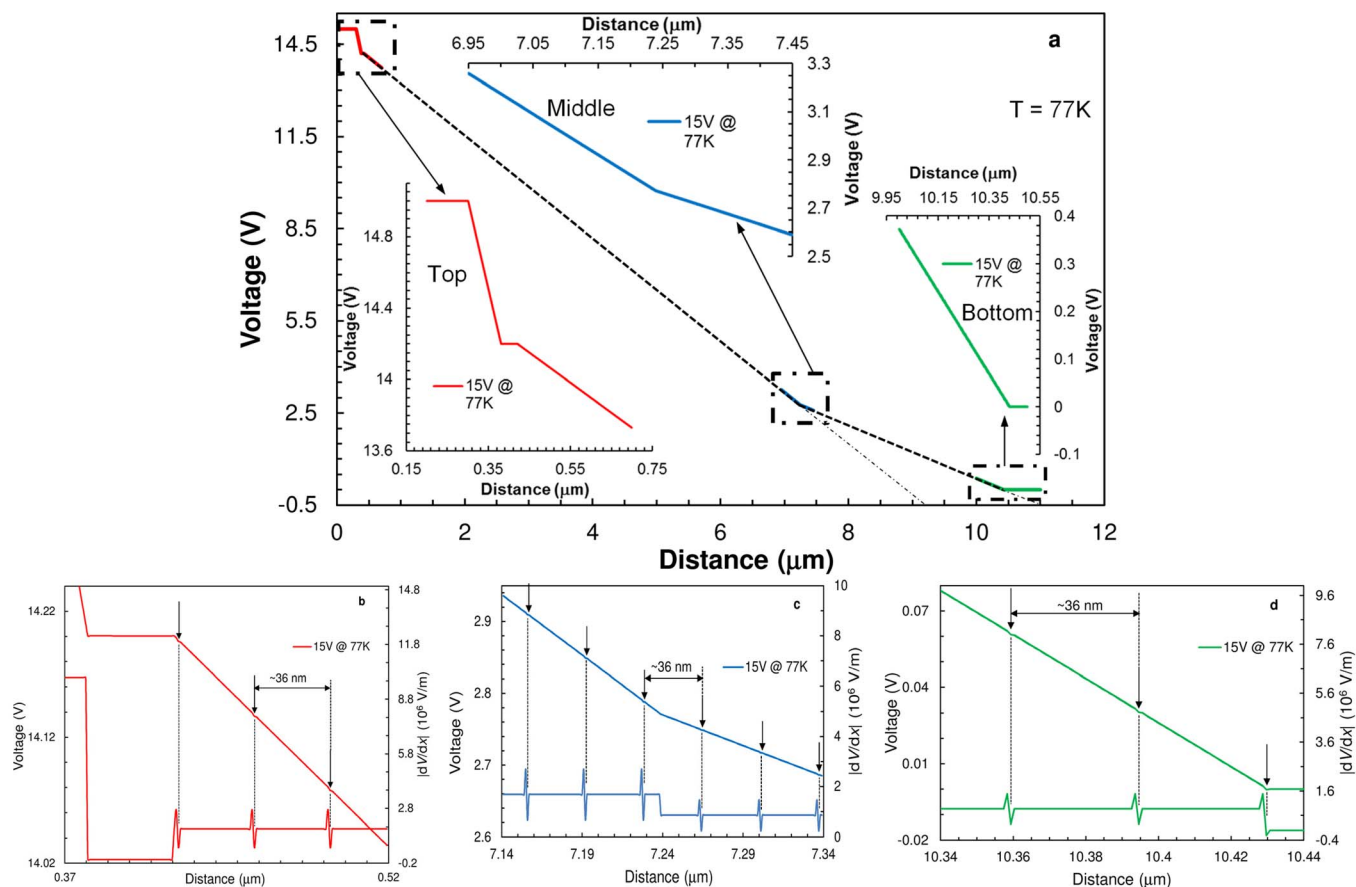 a
T = 77K
Voltage (V)
14.5
11.5
8.5
5.5
2.5
-0.5
0
2
4
6
8
10
12
Distance (μm)
Distance (μm)
6.95
7.05
7.15
7.25
7.35
7.45
3.3
3.1
2.9
2.7
2.5
Voltage (V)
Middle
15V @
77K
Top
14.8
14.4
14
13.6
Voltage (V)
15V @
77K
0.15
0.35
0.55
0.75
Distance (μm)
Distance (μm)
9.95
10.15
10.35
10.55
0.4
0.3
0.2
0.1
0
-0.1
Voltage (V)
15V @
77K
Bottom
b
14.22
14.12
14.02
Voltage (V)
~36 nm
15V @ 77K
14.8
11.8
8.8
5.8
2.8
-0.2
|dV/dx| (10⁶ V/m)
0.37
0.52
Distance (μm)
c
2.9
2.8
2.7
2.6
Voltage (V)
~36 nm
15V @ 77K
10
8
6
4
2
0
|dV/dx| (10⁶ V/m)
7.14
7.19
7.24
7.29
7.34
Distance (μm)
d
0.07
0.04
0.01
-0.02
Voltage (V)
~36 nm
15V @ 77K
9.6
7.6
5.6
3.6
1.6
-0.4
|dV/dx| (10⁶ V/m)
10.34
10.36
10.38
10.4
10.42
10.44
Distance (μm)